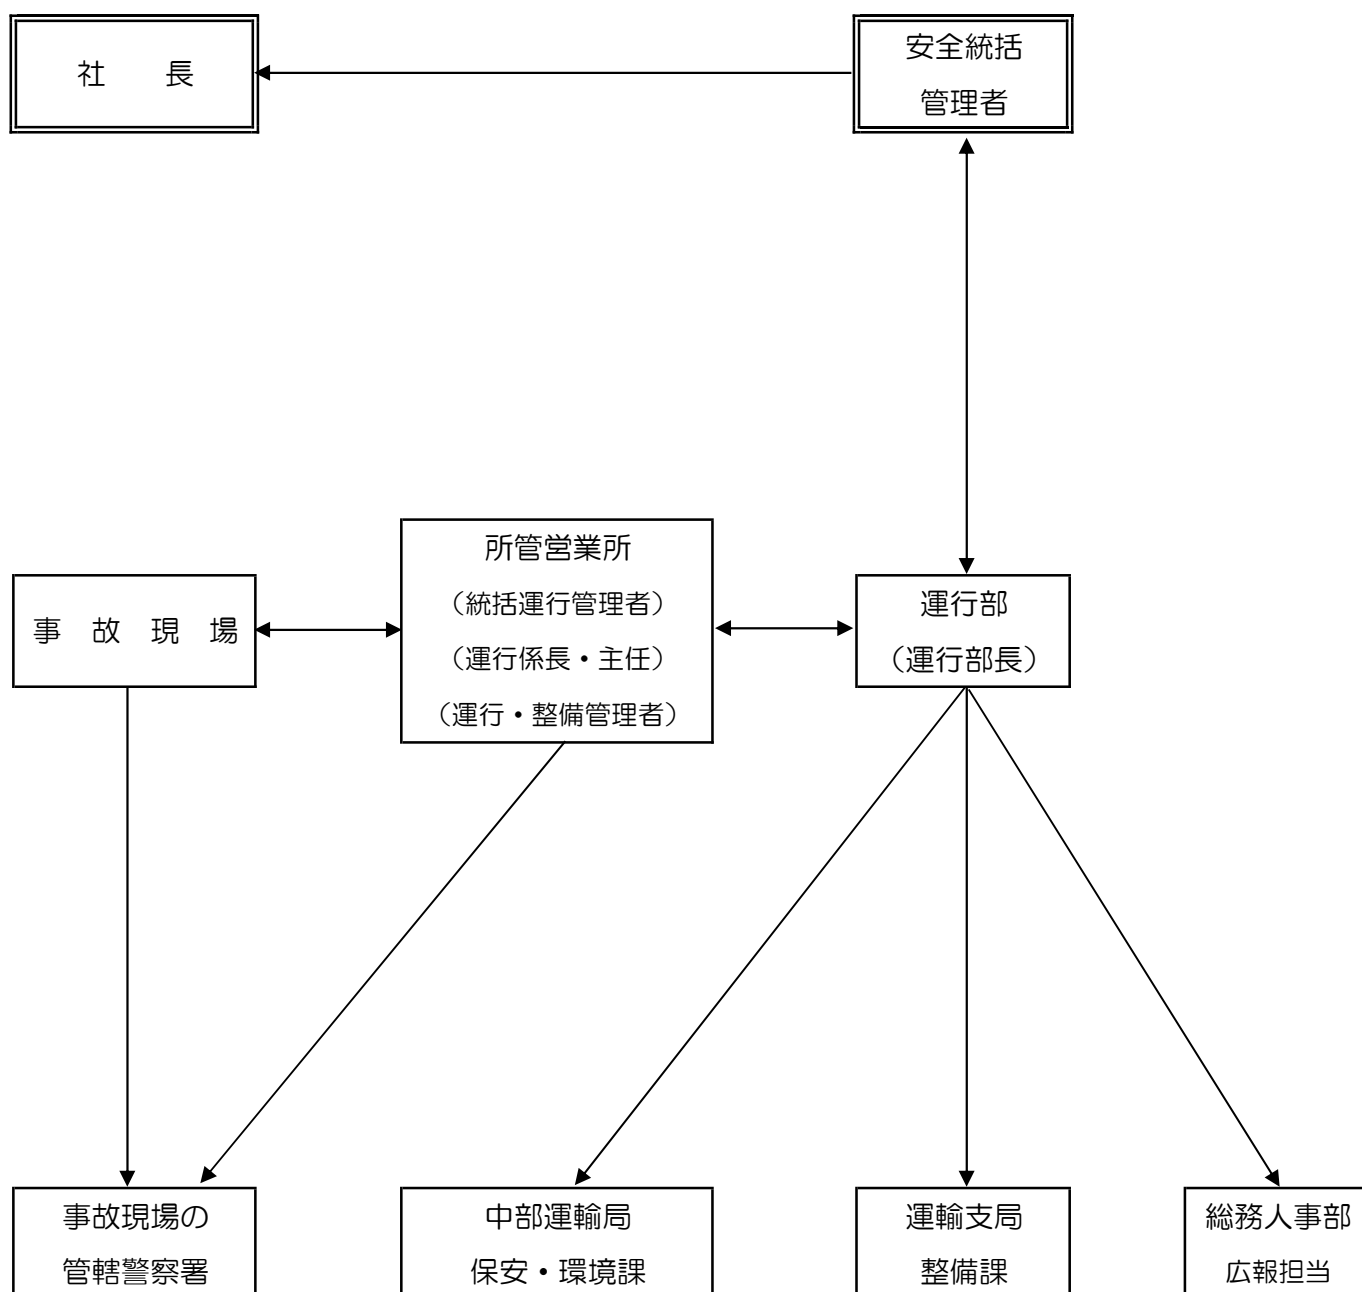 社　　長
安全統括
管理者
所管営業所
（統括運行管理者）
（運行係長・主任）
（運行・整備管理者）
事　故　現　場
運行部
（運行部長）
事故現場の
管轄警察署
中部運輸局
保安・環境課
運輸支局
整備課
総務人事部
広報担当